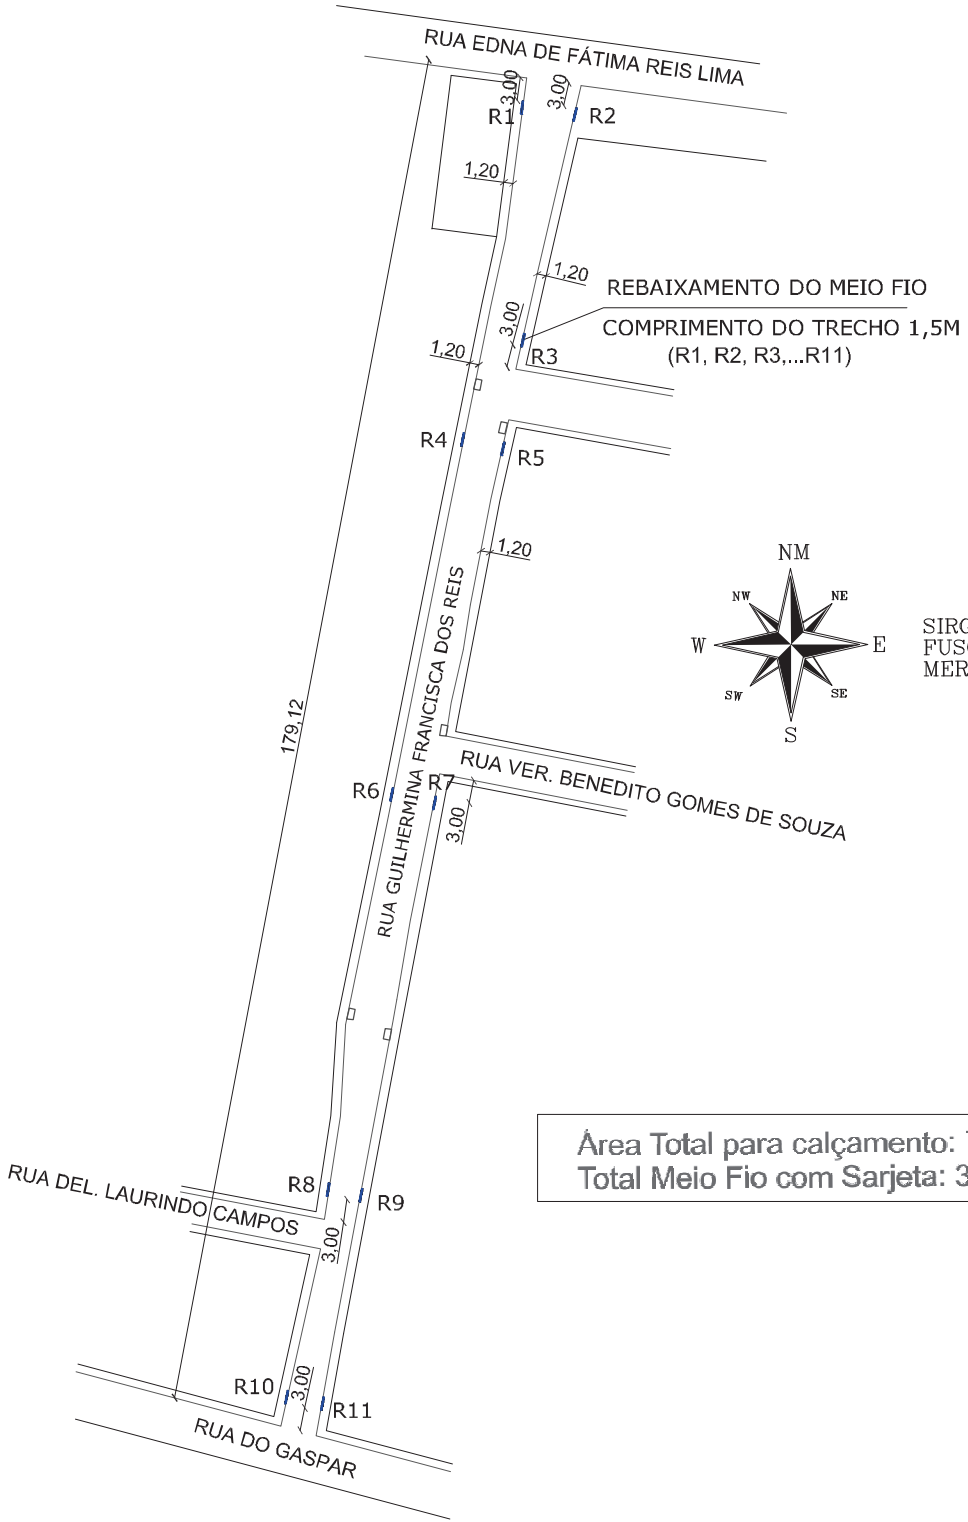 RUA EDNA DE FÁTIMA REIS LIMA
3,00
3,00
R1
R2
1,20
1,20
REBAIXAMENTO DO MEIO FIO
COMPRIMENTO DO TRECHO 1,5M
(R1, R2, R3,...R11)
3,00
R3
1,20
R4
R5
1,20
NM
NW
NE
W
E
SW
SE
S
SIRG
FUS
MER
RUA GUILHERMINA FRANCISCA DOS REIS
179,12
RUA VER. BENEDITO GOMES DE SOUZA
R6
R7
3,00
Área Total para calçamento:
Total Meio Fio com Sarjeta: 3
RUA DEL. LAURINDO CAMPOS
R8
R9
3,00
R10
3,00
R11
RUA DO GASPAR